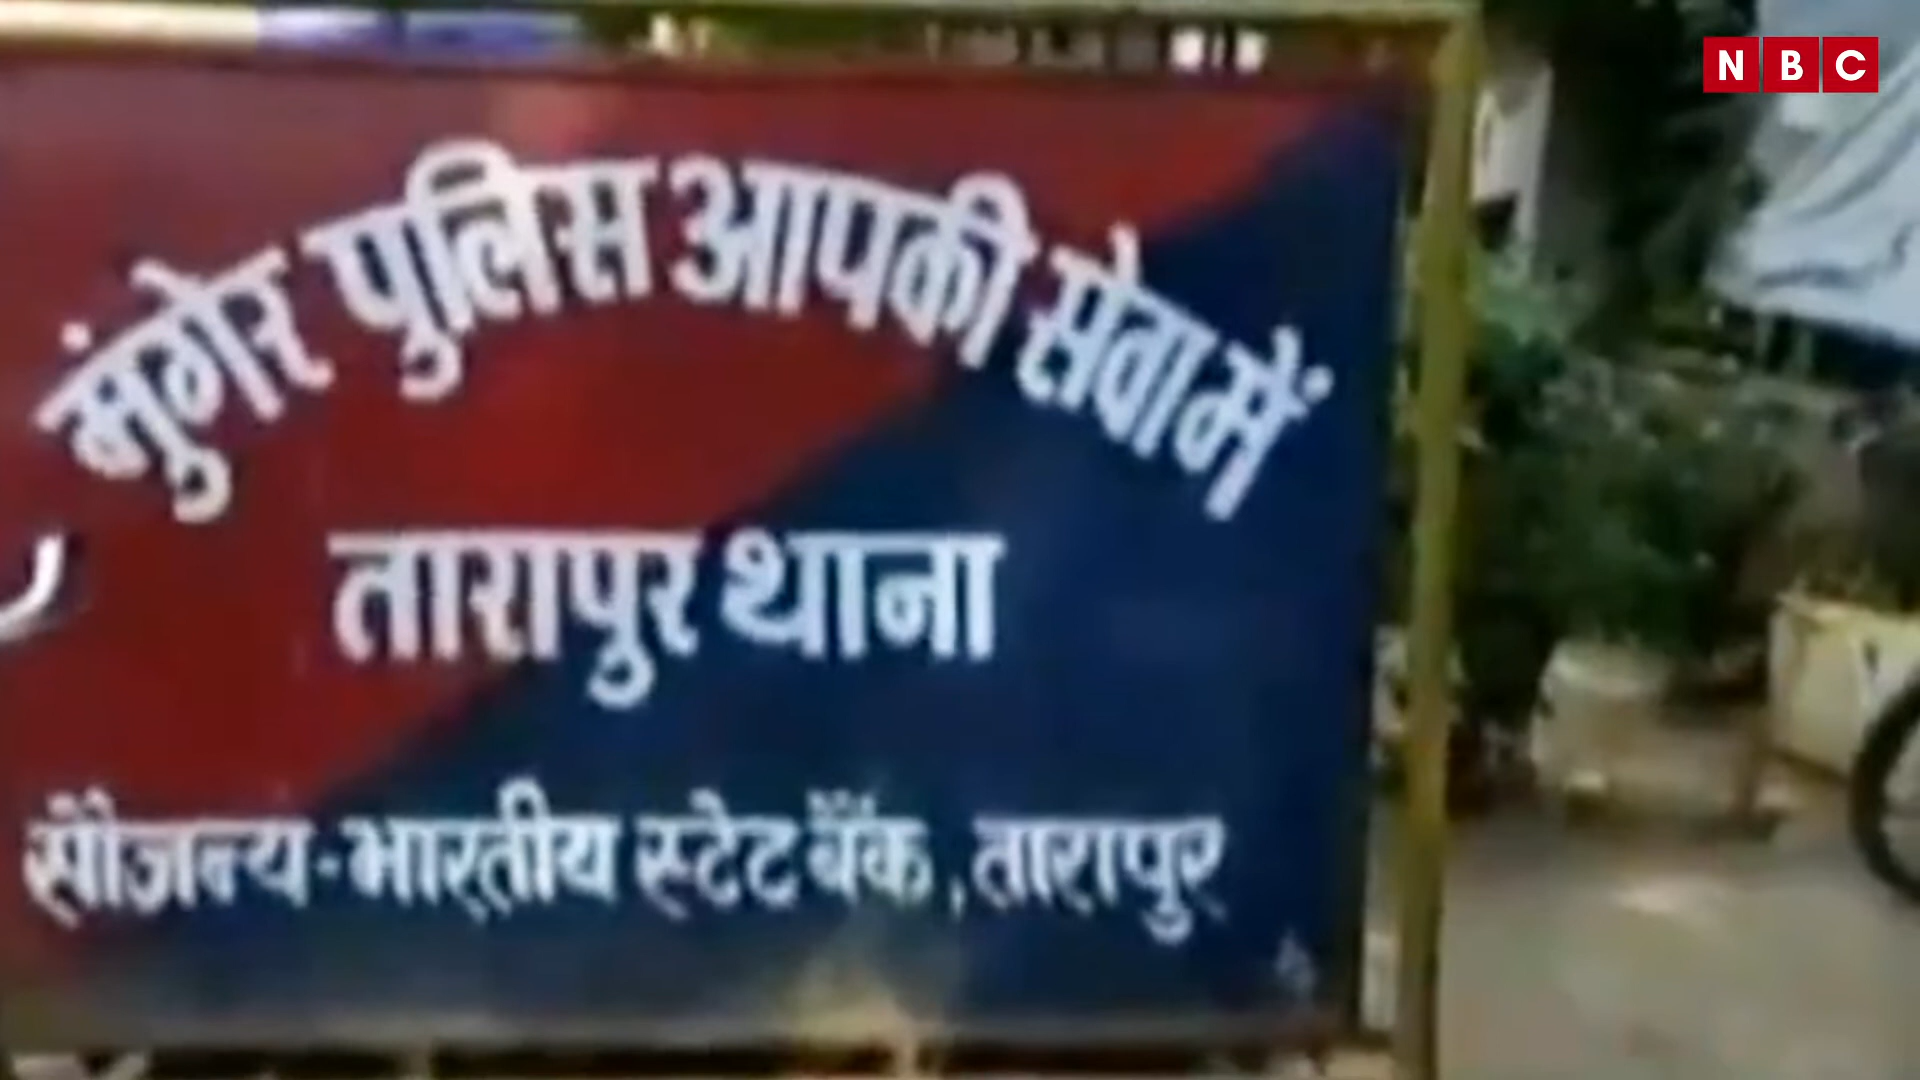 NBC
मुंगेर पुलिस आपकी सेवा में
तारापुर थाना
सौजन्य-भारतीय स्टेट बैंक, तारापुर